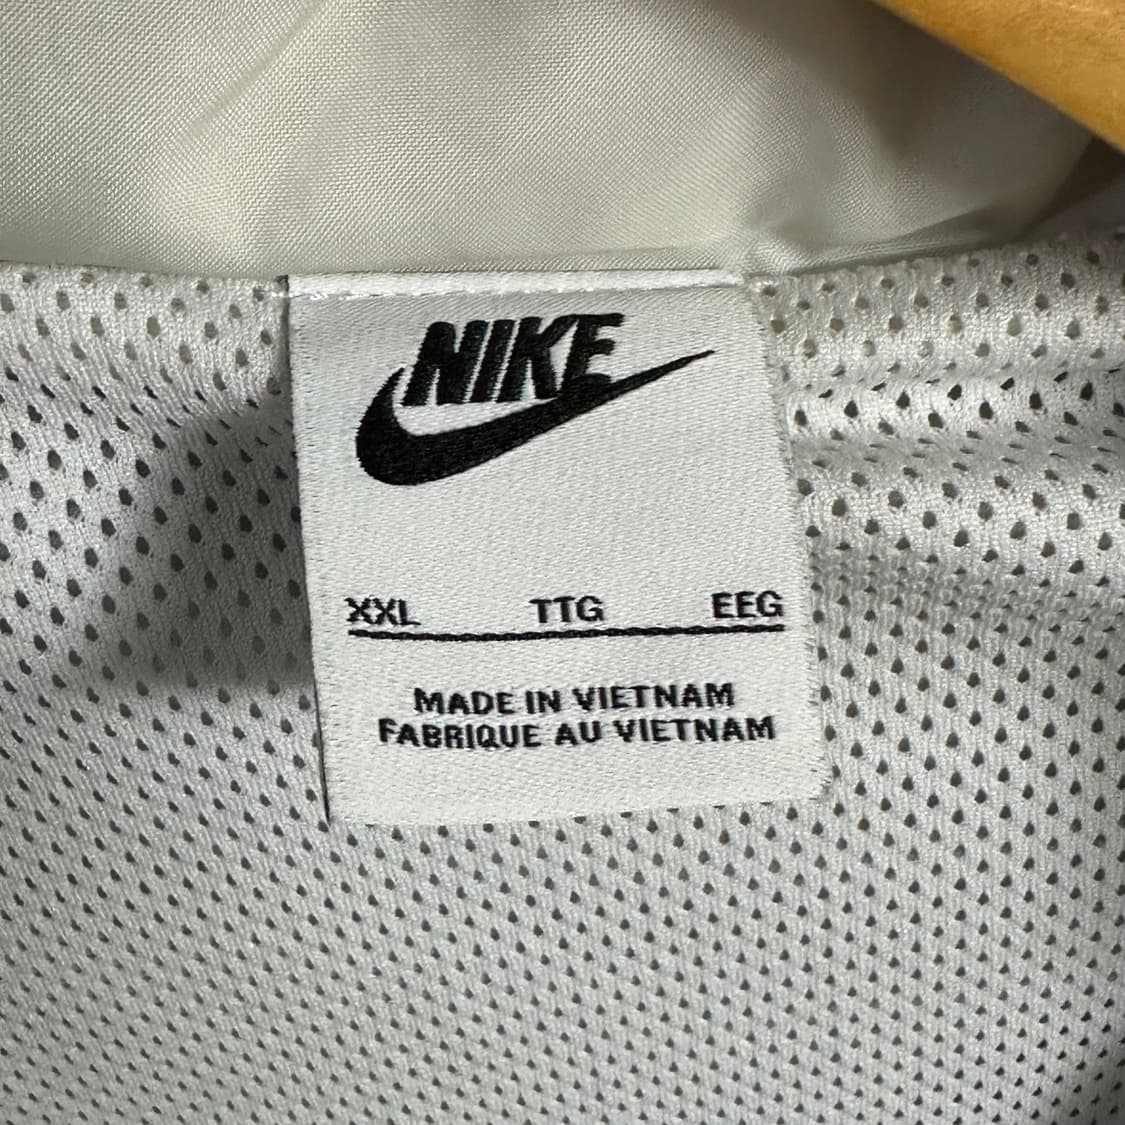 NIKE
XXL TTG EEG
MADE IN VIETNAM
FABRIQUE AU VIETNAM